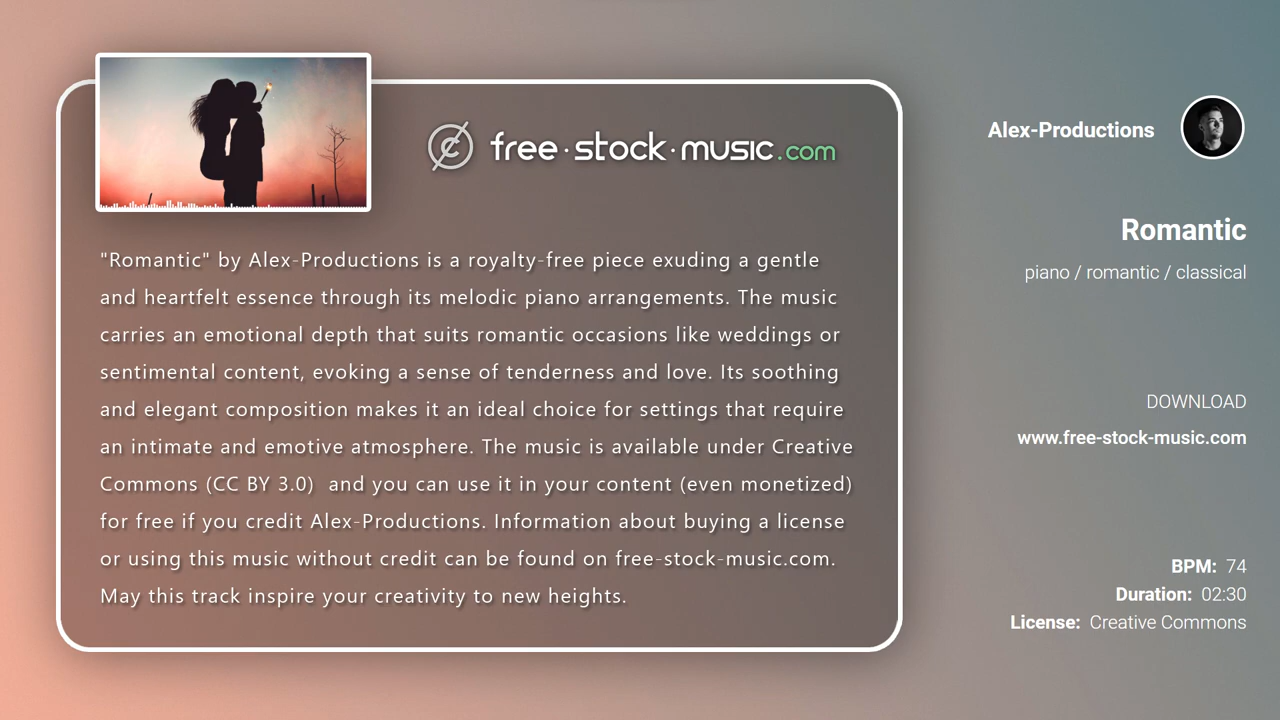 free·stock·music.com
"Romantic" by Alex-Productions is a royalty-free piece exuding a gentle
and heartfelt essence through its melodic piano arrangements. The music
carries an emotional depth that suits romantic occasions like weddings or
sentimental content, evoking a sense of tenderness and love. Its soothing
and elegant composition makes it an ideal choice for settings that require
an intimate and emotive atmosphere. The music is available under Creative
Commons (CC BY 3.0)  and you can use it in your content (even monetized)
for free if you credit Alex-Productions. Information about buying a license
or using this music without credit can be found on free-stock-music.com.
May this track inspire your creativity to new heights.
Alex-Productions
Romantic
piano / romantic / classical
DOWNLOAD
www.free-stock-music.com
BPM: 74
Duration: 02:30
License: Creative Commons